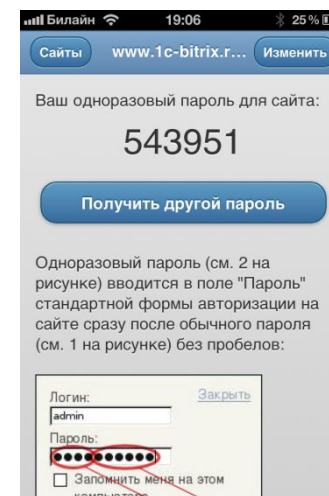 Билайн 19:06 25 %
Сайты www.1c-bitrix.r... Изменить
Ваш одноразовый пароль для сайта:
543951
Получить другой пароль
Одноразовый пароль (см. 2 на
рисунке) вводится в поле "Пароль"
стандартной формы авторизации на
сайте сразу после обычного пароля
(см. 1 на рисунке) без пробелов:
Логин: Закрыть
admin
Пароль:
Запомнить меня на этом
компьютере